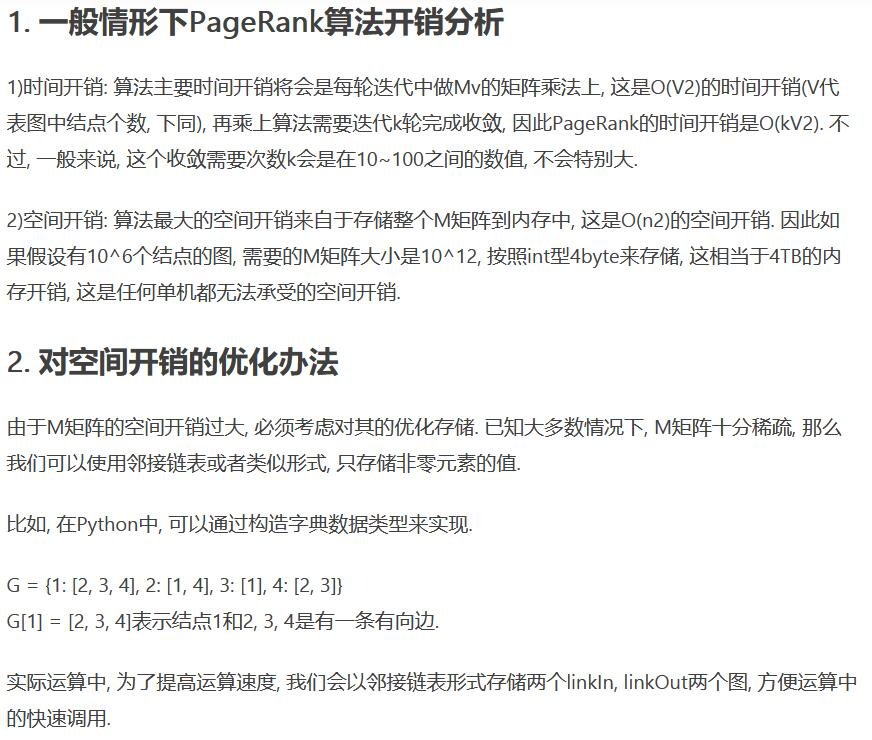 1. 一般情形下PageRank算法开销分析
1)时间开销: 算法主要时间开销将会是每轮迭代中做Mv的矩阵乘法上, 这是O(V2)的时间开销(V代
表图中结点个数, 下同), 再乘上算法需要迭代k轮完成收敛, 因此PageRank的时间开销是O(kV2). 不
过, 一般来说, 这个收敛需要次数k会是在10~100之间的数值, 不会特别大.
2)空间开销: 算法最大的空间开销来自于存储整个M矩阵到内存中, 这是O(n2)的空间开销. 因此如
果假设有10^6个结点的图, 需要的M矩阵大小是10^12, 按照int型4byte来存储, 这相当于4TB的内
存开销, 这是任何单机都无法承受的空间开销.
2. 对空间开销的优化办法
由于M矩阵的空间开销过大, 必须考虑对其的优化存储. 已知大多数情况下, M矩阵十分稀疏, 那么
我们可以使用邻接链表或者类似形式, 只存储非零元素的值.
比如, 在Python中, 可以通过构造字典数据类型来实现.
G = {1: [2, 3, 4], 2: [1, 4], 3: [1], 4: [2, 3]}
G[1] = [2, 3, 4]表示结点1和2, 3, 4是有一条有向边.
实际运算中, 为了提高运算速度, 我们会以邻接链表形式存储两个linkIn, linkOut两个图, 方便运算中
的快速调用.